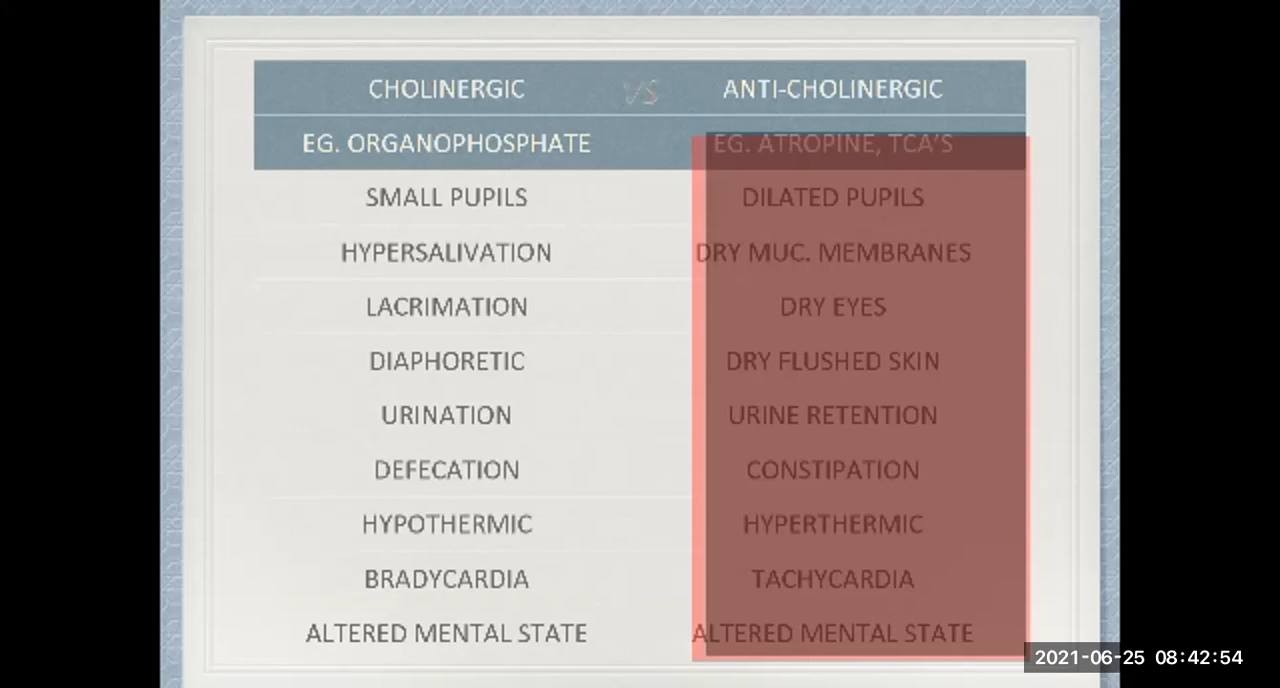 CHOLINERGIC VS ANTI-CHOLINERGIC
EG. ORGANOPHOSPHATE EG. ATROPINE, TCA'S
SMALL PUPILS DILATED PUPILS
HYPERSALIVATION DRY MUC. MEMBRANES
LACRIMATION DRY EYES
DIAPHORETIC DRY FLUSHED SKIN
URINATION URINE RETENTION
DEFECATION CONSTIPATION
HYPOTHERMIC HYPERTHERMIC
BRADYCARDIA TACHYCARDIA
ALTERED MENTAL STATE ALTERED MENTAL STATE
2021-06-25 08:42:54